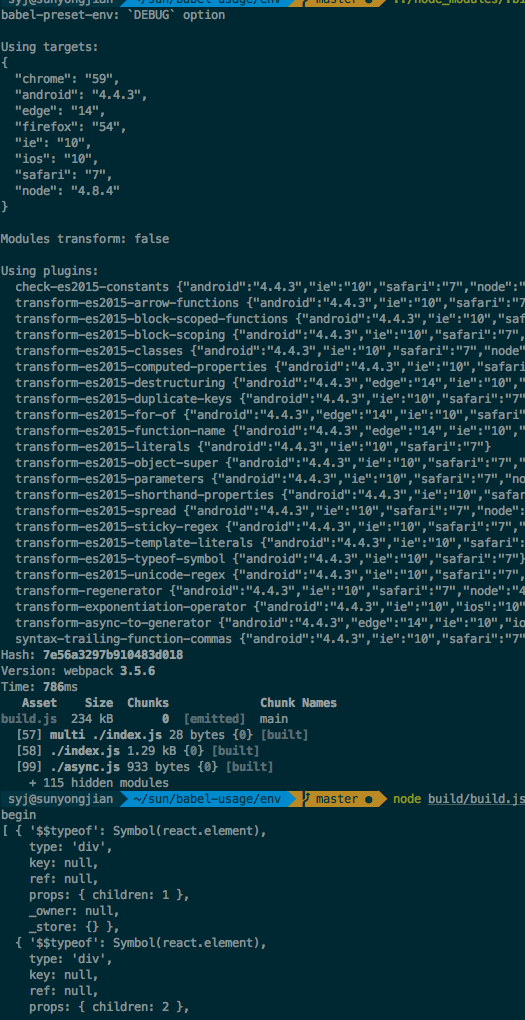 syj@sunyongjian ~/sun/babel-usage/env master ●
babel-preset-env: `DEBUG` option
Using targets:
{
  "chrome": "59",
  "android": "4.4.3",
  "edge": "14",
  "firefox": "54",
  "ie": "10",
  "ios": "10",
  "safari": "7",
  "node": "4.8.4"
}
Modules transform: false
Using plugins:
  check-es2015-constants {"android":"4.4.3","ie":"10","safari":"7","node":"
  transform-es2015-arrow-functions {"android":"4.4.3","ie":"10","safari":"7
  transform-es2015-block-scoped-functions {"android":"4.4.3","ie":"10","saf
  transform-es2015-block-scoping {"android":"4.4.3","ie":"10","safari":"7",
  transform-es2015-classes {"android":"4.4.3","ie":"10","safari":"7","node"
  transform-es2015-computed-properties {"android":"4.4.3","ie":"10","safari
  transform-es2015-destructuring {"android":"4.4.3","edge":"14","ie":"10",
  transform-es2015-duplicate-keys {"android":"4.4.3","ie":"10","safari":"7"
  transform-es2015-for-of {"android":"4.4.3","edge":"14","ie":"10","safari"
  transform-es2015-function-name {"android":"4.4.3","edge":"14","ie":"10",
  transform-es2015-literals {"android":"4.4.3","ie":"10","safari":"7"}
  transform-es2015-object-super {"android":"4.4.3","ie":"10","safari":"7","
  transform-es2015-parameters {"android":"4.4.3","ie":"10","safari":"7","no
  transform-es2015-shorthand-properties {"android":"4.4.3","ie":"10","safar
  transform-es2015-spread {"android":"4.4.3","ie":"10","safari":"7","node":
  transform-es2015-sticky-regex {"android":"4.4.3","ie":"10","safari":"7","
  transform-es2015-template-literals {"android":"4.4.3","ie":"10","safari":
  transform-es2015-typeof-symbol {"android":"4.4.3","ie":"10","safari":"7"}
  transform-es2015-unicode-regex {"android":"4.4.3","ie":"10","safari":"7",
  transform-regenerator {"android":"4.4.3","ie":"10","safari":"7","node":"4
  transform-exponentiation-operator {"android":"4.4.3","ie":"10","ios":"10"
  transform-async-to-generator {"android":"4.4.3","edge":"14","ie":"10","io
  syntax-trailing-function-commas {"android":"4.4.3","ie":"10","safari":"7"
Hash: 7e56a3297b910483d018
Version: webpack 3.5.6
Time: 786ms
   Asset    Size  Chunks             Chunk Names
build.js  234 kB       0  [emitted]  main
  [57] multi ./index.js 28 bytes {0} [built]
  [58] ./index.js 1.29 kB {0} [built]
  [99] ./async.js 933 bytes {0} [built]
    + 115 hidden modules
syj@sunyongjian ~/sun/babel-usage/env master ● node build/build.js
begin
[ { '$$typeof': Symbol(react.element),
    type: 'div',
    key: null,
    ref: null,
    props: { children: 1 },
    _owner: null,
    _store: {} },
  { '$$typeof': Symbol(react.element),
    type: 'div',
    key: null,
    ref: null,
    props: { children: 2 },